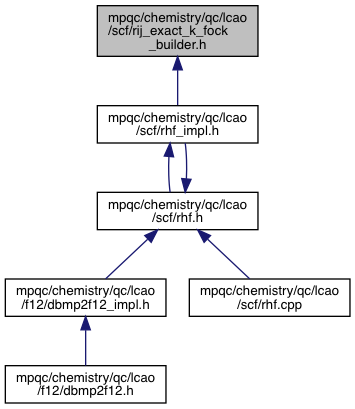 mpqc/chemistry/qc/lcao
/scf/rij_exact_k_fock
_builder.h
mpqc/chemistry/qc/lcao
/scf/rhf_impl.h
mpqc/chemistry/qc/lcao
/scf/rhf.h
mpqc/chemistry/qc/lcao
/f12/dbmp2f12_impl.h
mpqc/chemistry/qc/lcao
/scf/rhf.cpp
mpqc/chemistry/qc/lcao
/f12/dbmp2f12.h